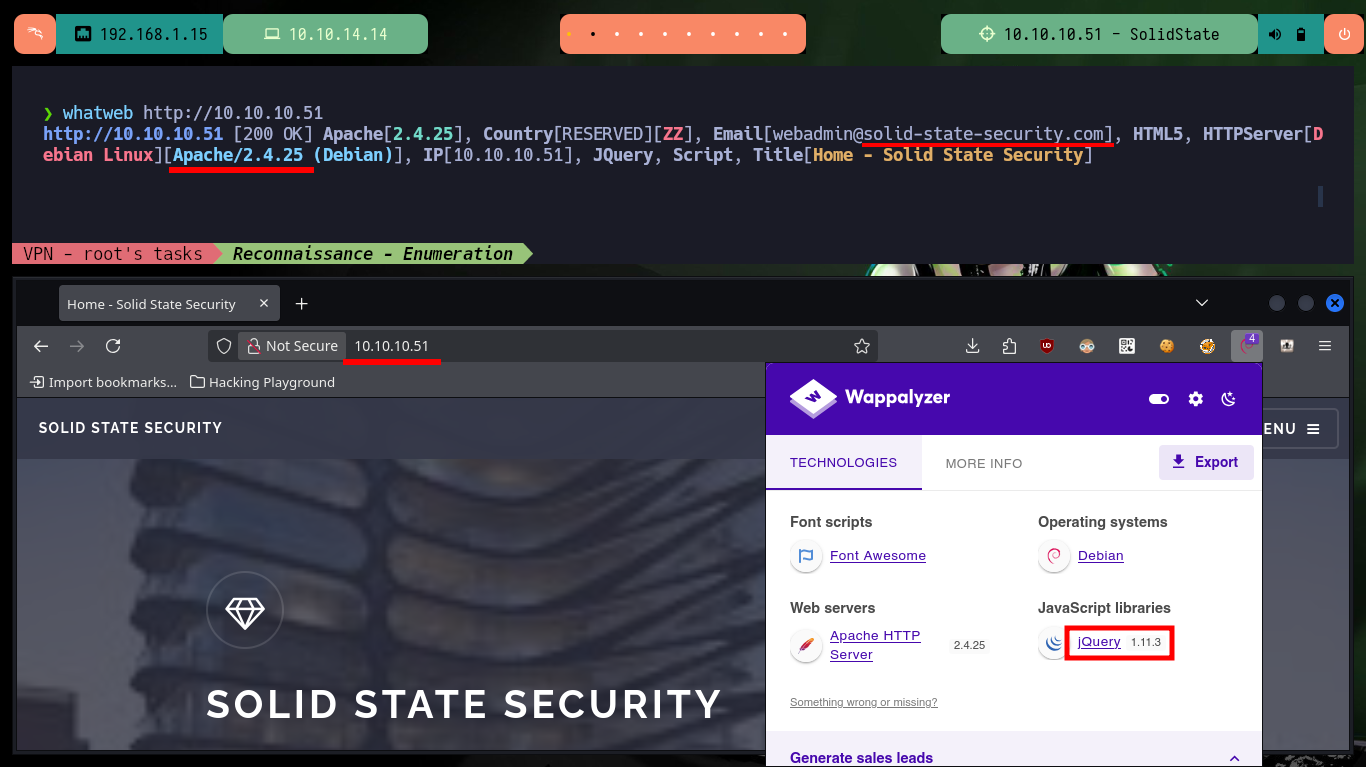 192.168.1.15
10.10.14.14
10.10.10.51 - SolidState
❯ whatweb http://10.10.10.51
http://10.10.10.51 [200 OK] Apache[2.4.25], Country[RESERVED][ZZ], Email[webadmin@solid-state-security.com], HTML5, HTTPServer[D
ebian Linux][Apache/2.4.25 (Debian)], IP[10.10.10.51], JQuery, Script, Title[Home - Solid State Security]
VPN - root's tasks
Reconnaissance - Enumeration
Home - Solid State Security
Not Secure
10.10.10.51
4
Import bookmarks...
Hacking Playground
SOLID STATE SECURITY
ENU
Wappalyzer
TECHNOLOGIES
MORE INFO
Export
Font scripts
Operating systems
Font Awesome
Debian
Web servers
JavaScript libraries
Apache HTTP
Server
2.4.25
jQuery
1.11.3
Something wrong or missing?
Generate sales leads
SOLID STATE SECURITY